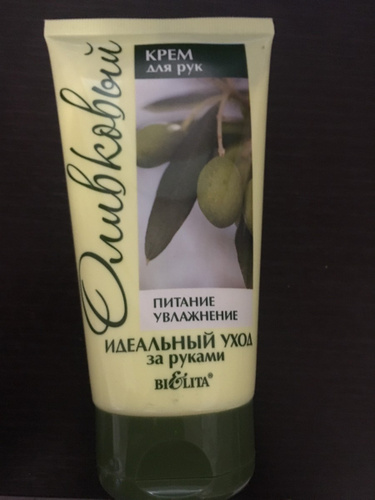 Оливковый
КРЕМ
для рук
ПИТАНИЕ
УВЛАЖНЕНИЕ
ИДЕАЛЬНЫЙ УХОД
за руками
BIELITA®